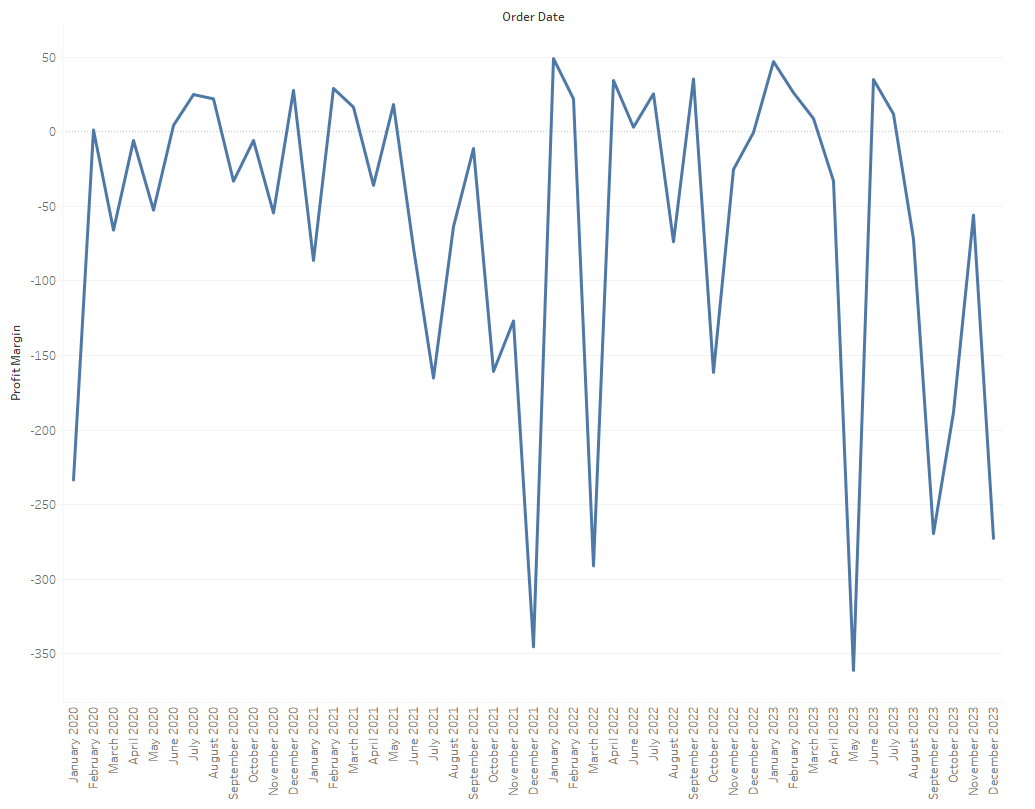 Order Date
50
0
-50
-100
-150
-200
-250
-300
-350
Profit Margin
January 2020
February 2020
March 2020
April 2020
May 2020
June 2020
July 2020
August 2020
September 2020
October 2020
November 2020
December 2020
January 2021
February 2021
March 2021
April 2021
May 2021
June 2021
July 2021
August 2021
September 2021
October 2021
November 2021
December 2021
January 2022
February 2022
March 2022
April 2022
June 2022
July 2022
August 2022
September 2022
October 2022
November 2022
December 2022
January 2023
February 2023
March 2023
April 2023
May 2023
June 2023
July 2023
August 2023
September 2023
October 2023
November 2023
December 2023